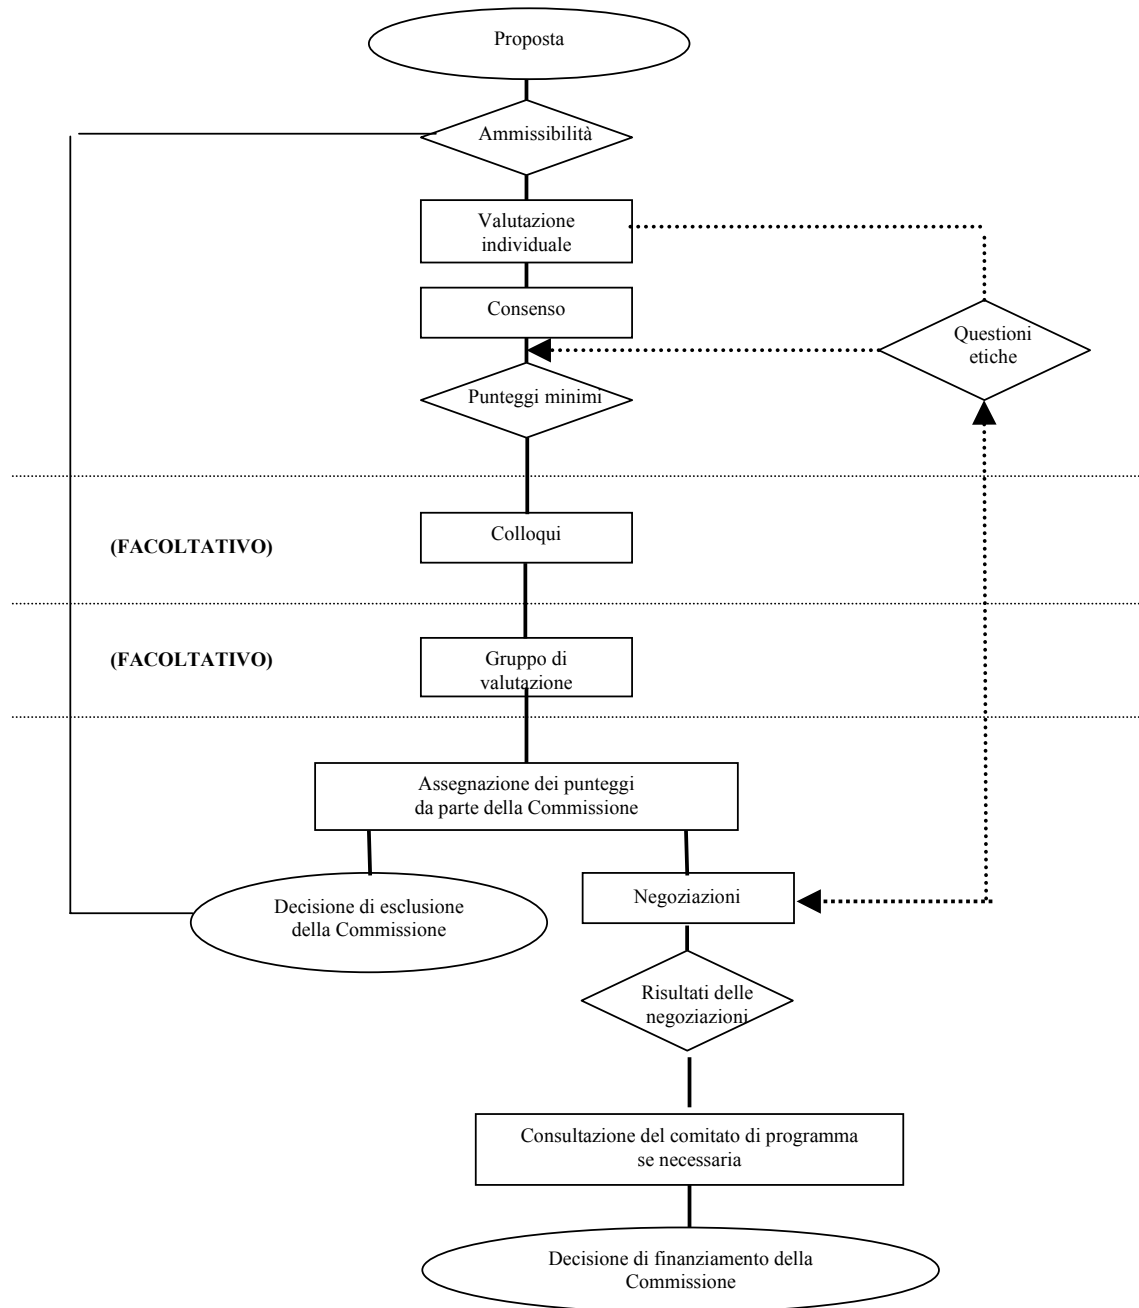 Proposta
Ammissibilità
Valutazione
individuale
Consenso
Questioni
etiche
Punteggi minimi
(FACOLTATIVO)
Colloqui
(FACOLTATIVO)
Gruppo di
valutazione
Assegnazione dei punteggi
da parte della Commissione
Decisione di esclusione
della Commissione
Negoziazioni
Risultati delle
negoziazioni
Consultazione del comitato di programma
se necessaria
Decisione di finanziamento della
Commissione